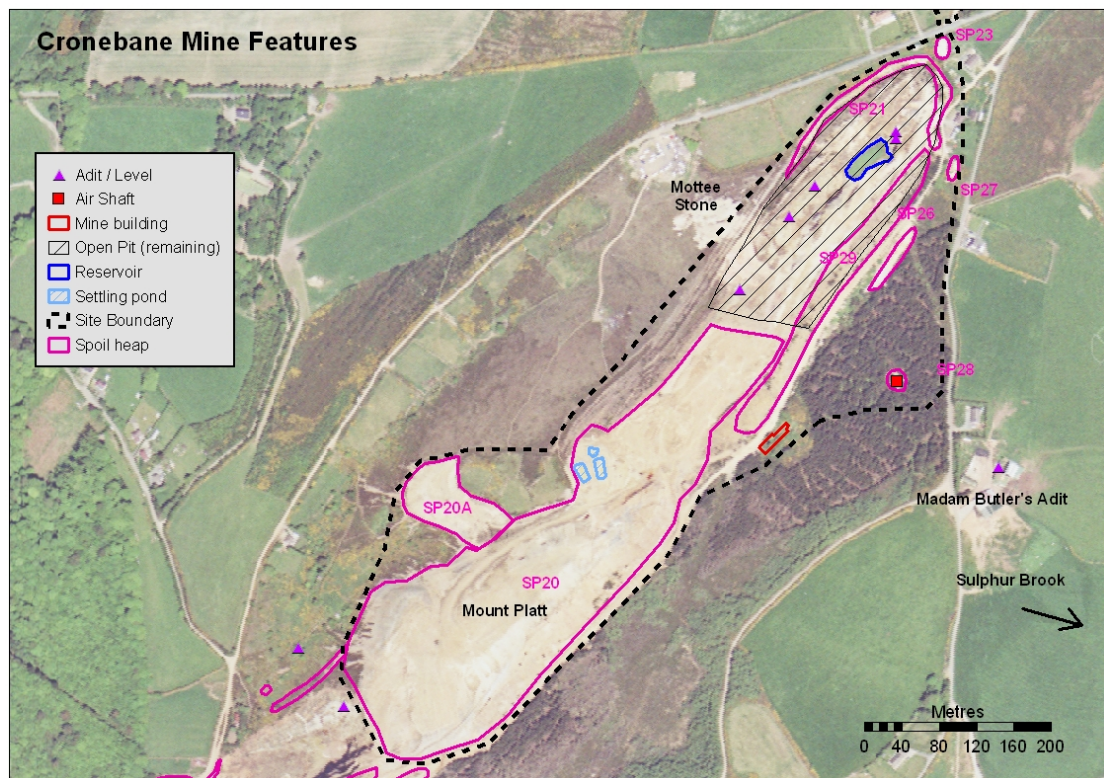 Cronebane Mine Features
SP23
SP21
Adit / Level
Air Shaft
Mine building
Open Pit (remaining)
Reservoir
Settling pond
Site Boundary
Spoil heap
Mottee
Stone
SP27
SP26
SP29
SP28
Madam Butler's Adit
SP20A
SP20
Mount Platt
Sulphur Brook
Metres
0 40 80 120 160 200